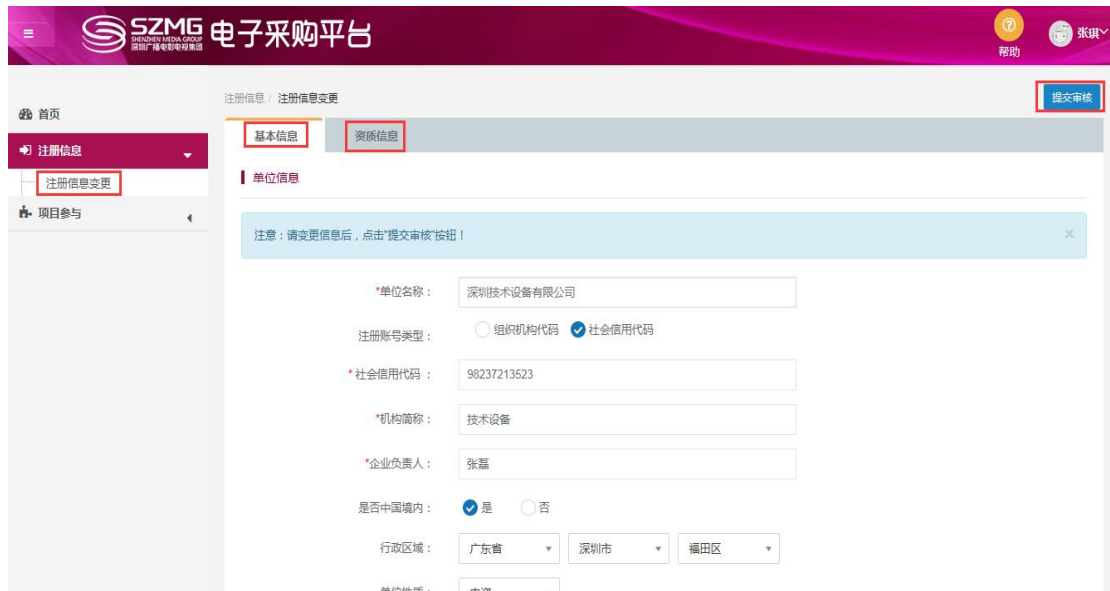 SZMG 电子采购平台
SHENZHEN MEDIA GROUP
深圳广播电影电视集团
帮助
张琪
首页
注册信息
注册信息变更
项目参与
注册信息 / 注册信息变更
提交审核
基本信息 资质信息
单位信息
注意：请变更信息后，点击"提交审核"按钮！
*单位名称： 深圳技术设备有限公司
注册账号类型： 组织机构代码 社会信用代码
*社会信用代码 ： 98237213523
*机构简称： 技术设备
*企业负责人： 张磊
是否中国境内： 是 否
行政区域： 广东省 深圳市 福田区